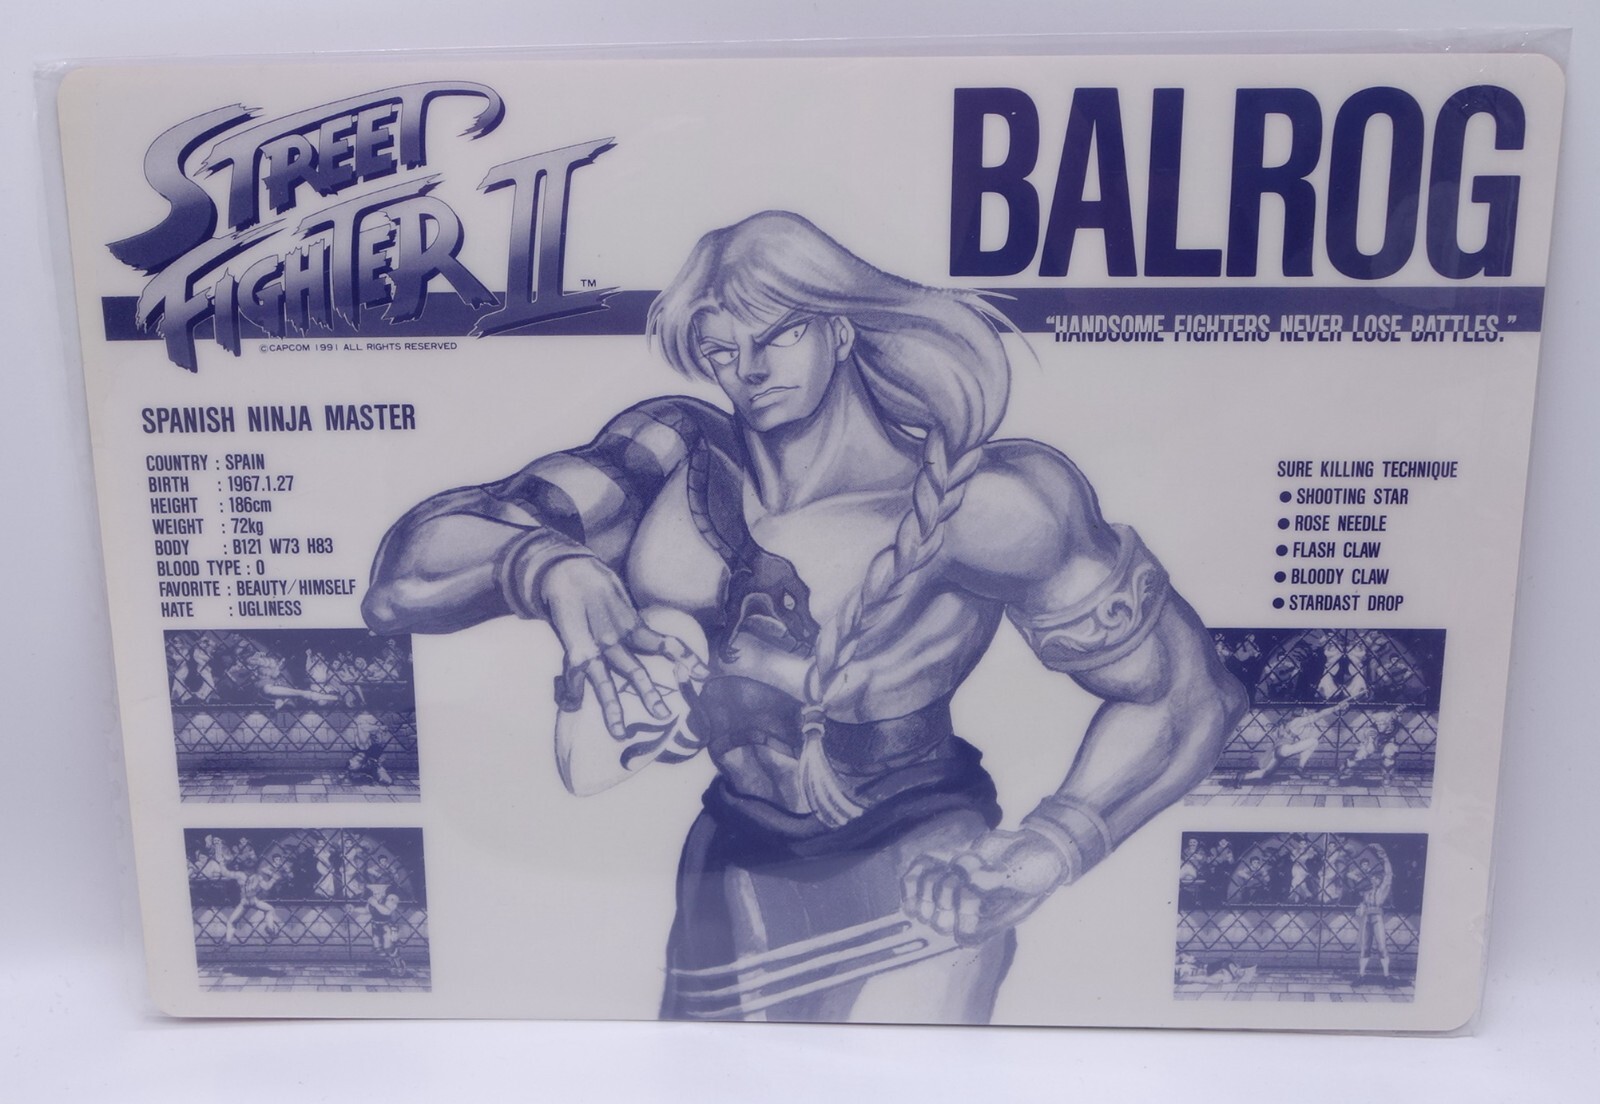 STREET
FIGHTER II
TM
©CAPCOM 1991 ALL RIGHTS RESERVED
BALROG
“HANDSOME FIGHTERS NEVER LOSE BATTLES.”
SPANISH NINJA MASTER
COUNTRY : SPAIN
BIRTH : 1967.1.27
HEIGHT : 186cm
WEIGHT : 72kg
BODY : B121 W73 H83
BLOOD TYPE : O
FAVORITE : BEAUTY/HIMSELF
HATE : UGLINESS
SURE KILLING TECHNIQUE
● SHOOTING STAR
● ROSE NEEDLE
● FLASH CLAW
● BLOODY CLAW
● STARDAST DROP